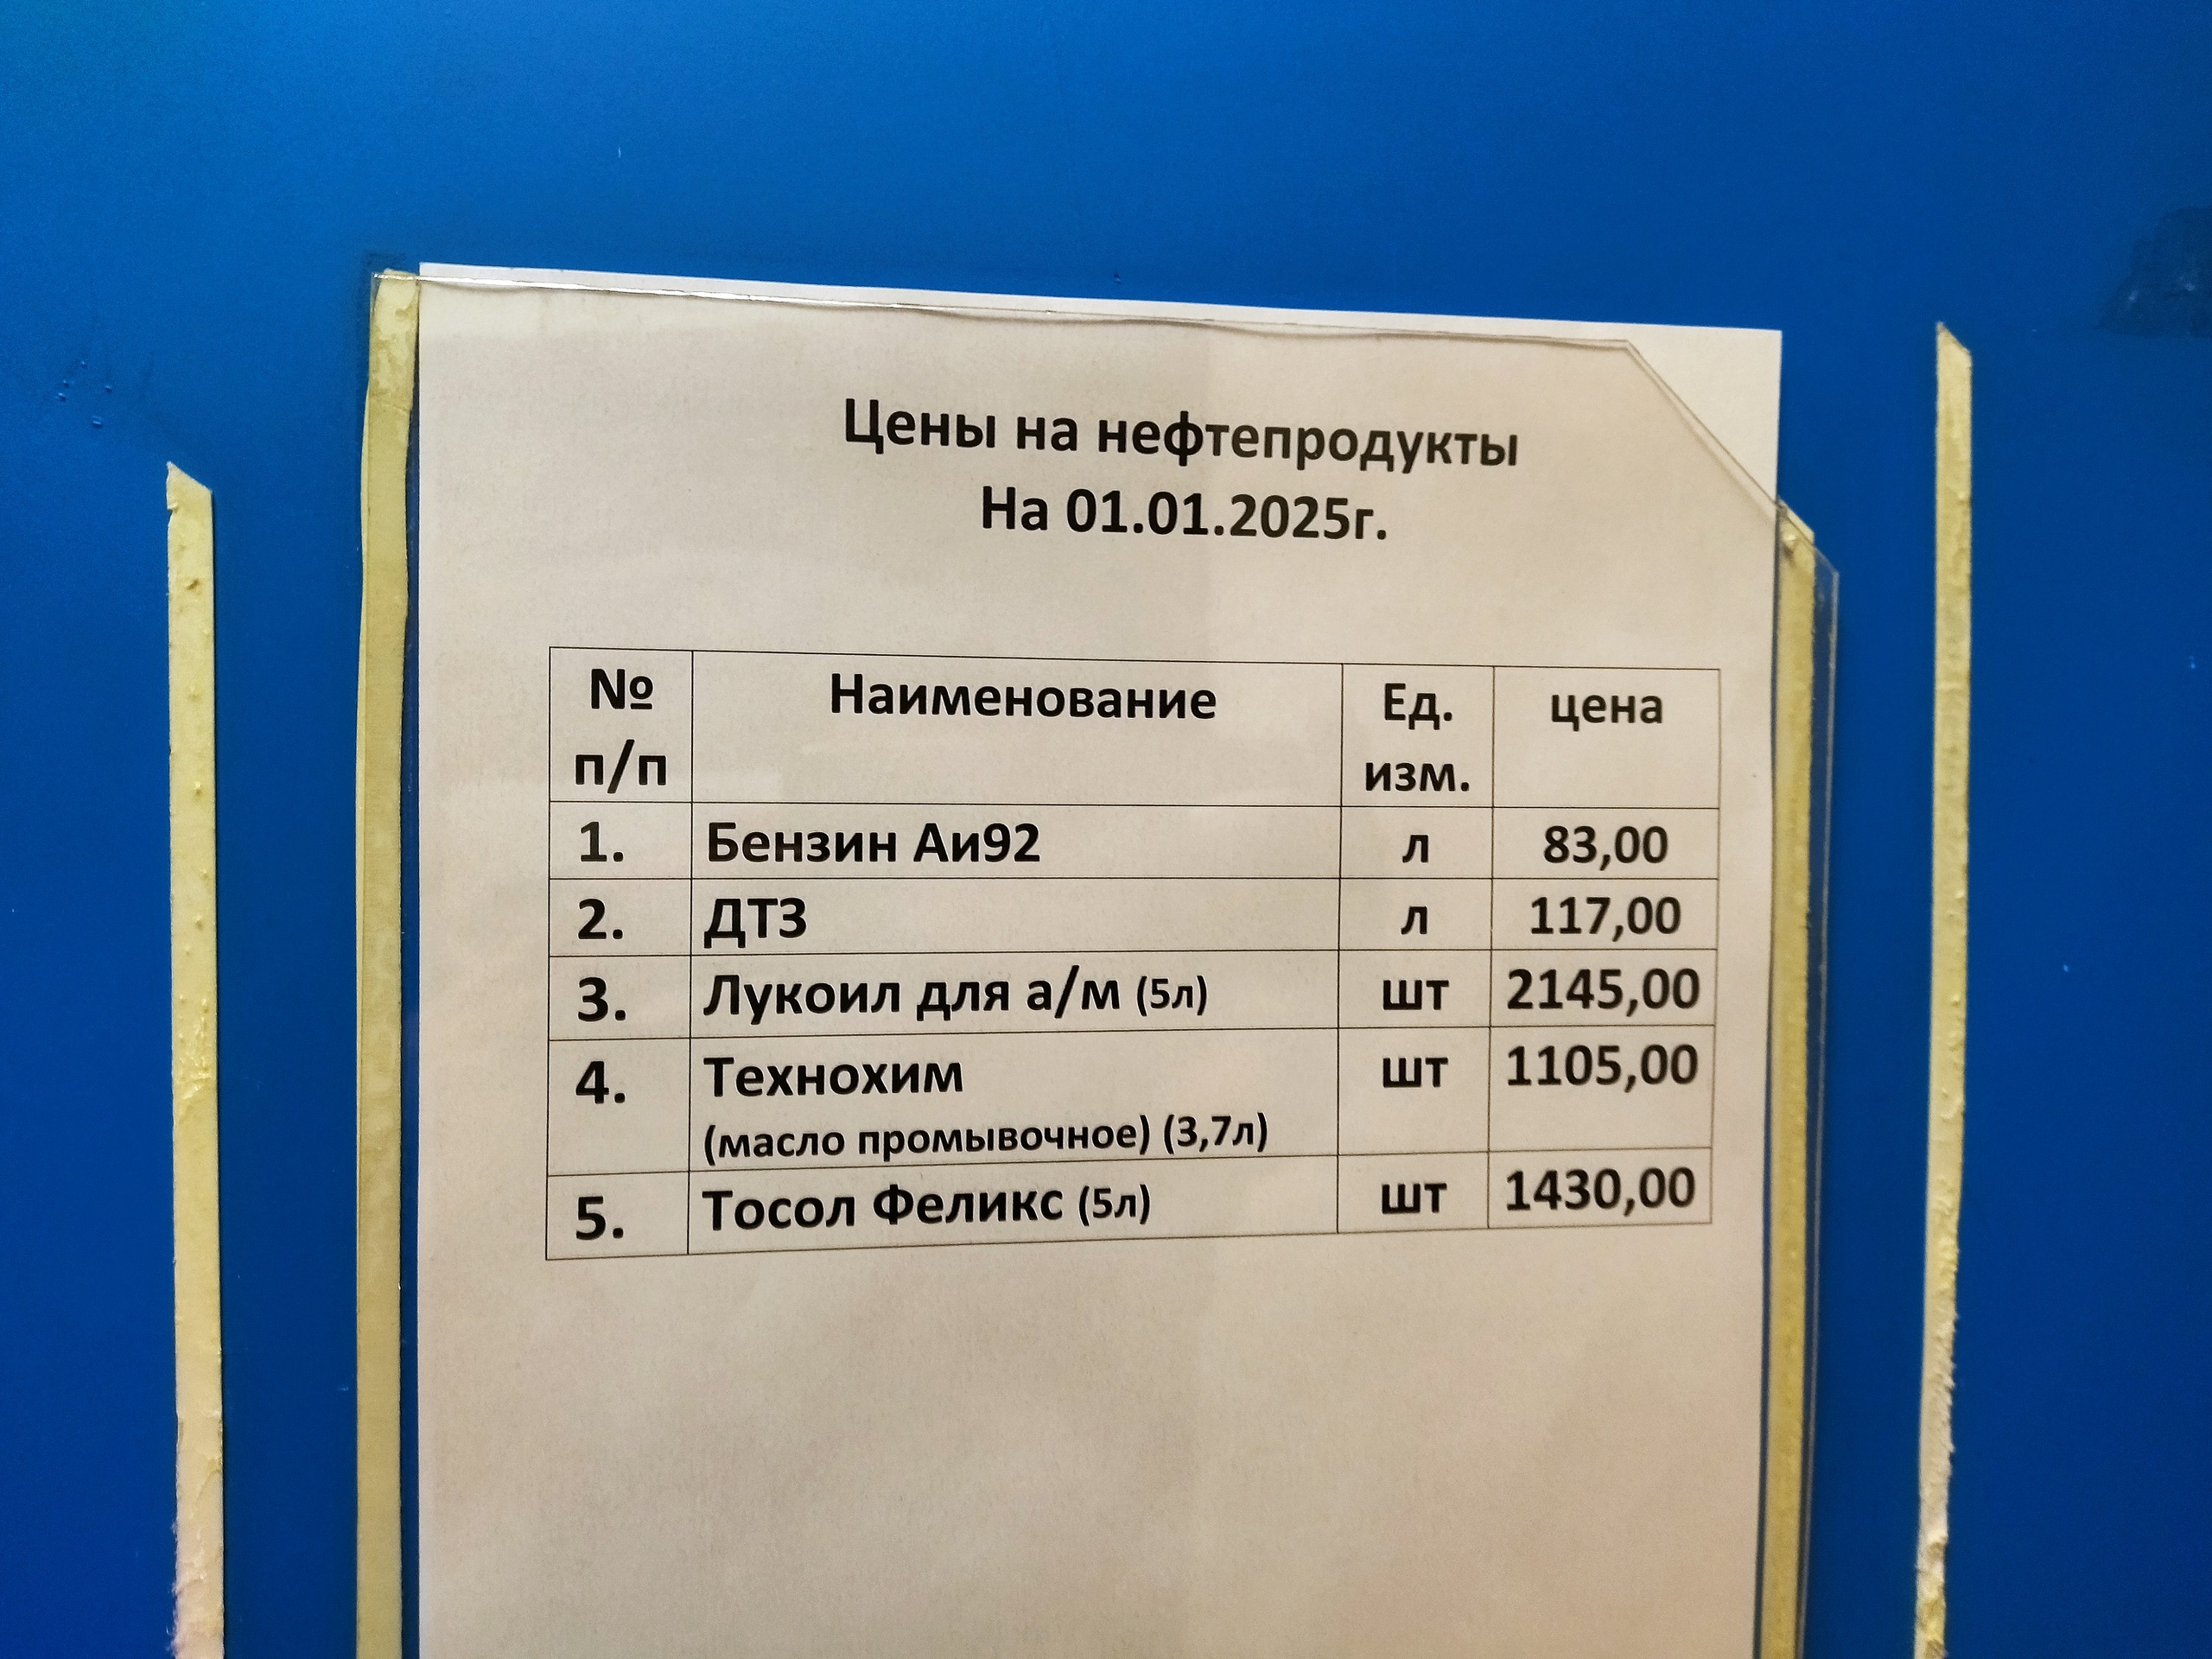 Цены на нефтепродукты
На 01.01.2025г.
№ п/п Наименование Ед. изм. цена
1. Бензин Аи92 л 83,00
2. ДТЗ л 117,00
3. Лукоил для а/м (5л) шт 2145,00
4. Технохим шт 1105,00
(масло промывочное) (3,7л)
5. Тосол Феликс (5л) шт 1430,00